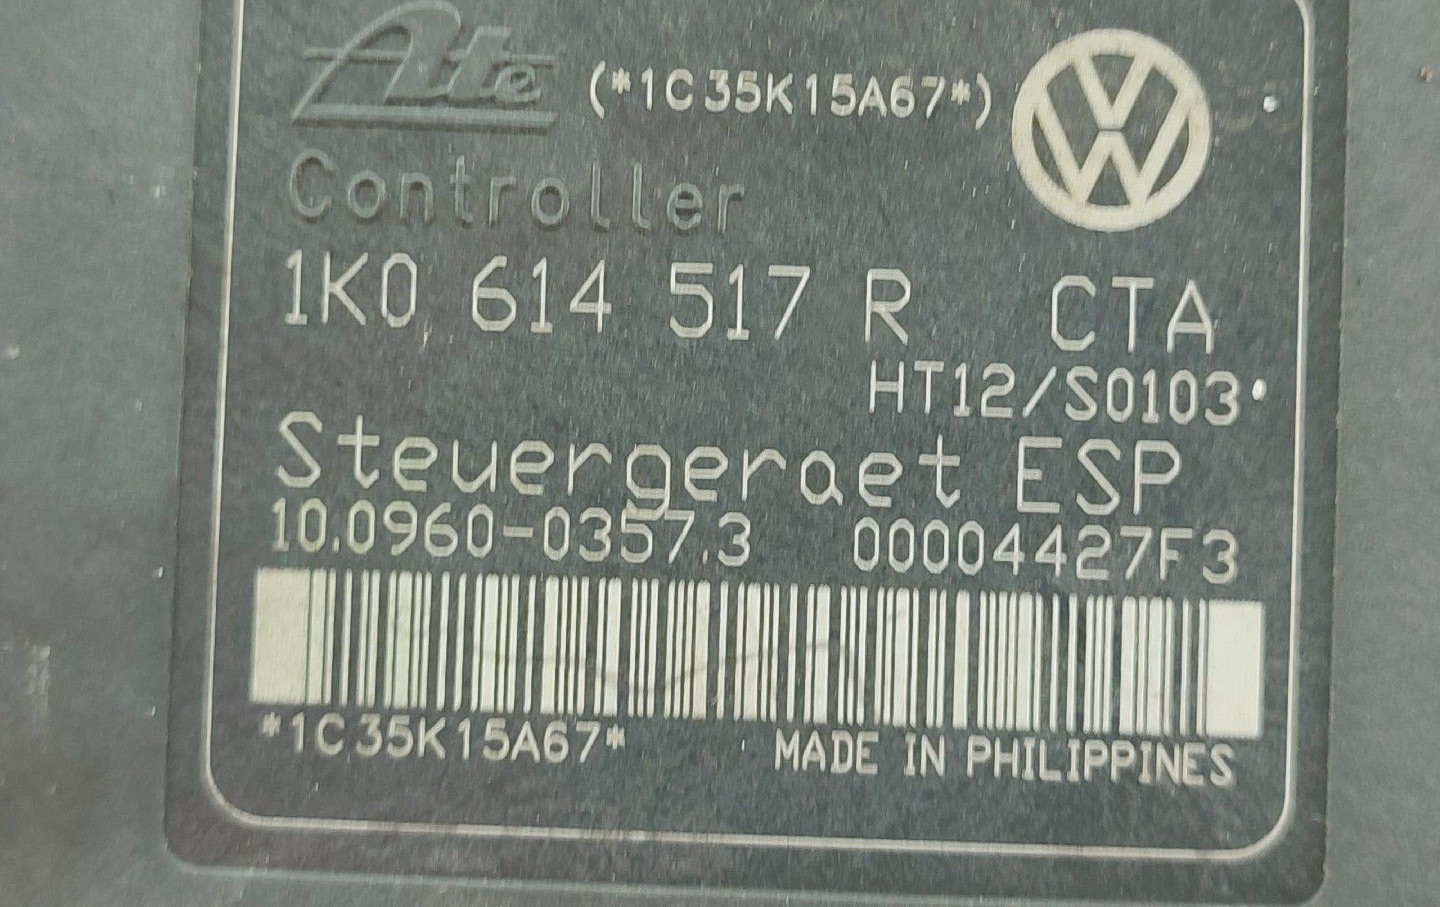 Ate (*1C35K15A67*)
Controller
1K0 614 517 R CTA
HT12/S0103
Steuergeraet ESP
10.0960-0357.3 00004427F3
*1C35K15A67* MADE IN PHILIPPINES